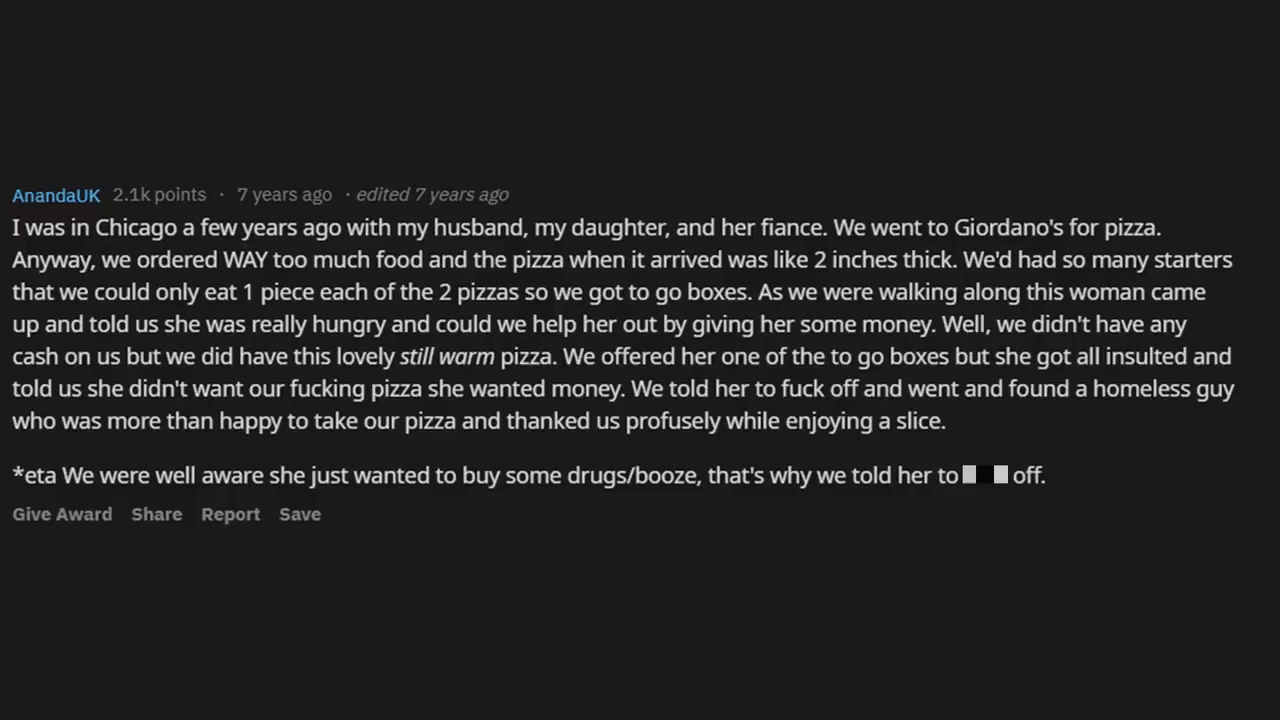 AnandaUK 2.1k points · 7 years ago · edited 7 years ago
I was in Chicago a few years ago with my husband, my daughter, and her fiance. We went to Giordano's for pizza.
Anyway, we ordered WAY too much food and the pizza when it arrived was like 2 inches thick. We'd had so many starters
that we could only eat 1 piece each of the 2 pizzas so we got to go boxes. As we were walking along this woman came
up and told us she was really hungry and could we help her out by giving her some money. Well, we didn't have any
cash on us but we did have this lovely still warm pizza. We offered her one of the to go boxes but she got all insulted and
told us she didn't want our fucking pizza she wanted money. We told her to fuck off and went and found a homeless guy
who was more than happy to take our pizza and thanked us profusely while enjoying a slice.
*eta We were well aware she just wanted to buy some drugs/booze, that's why we told her to off.
Give Award Share Report Save